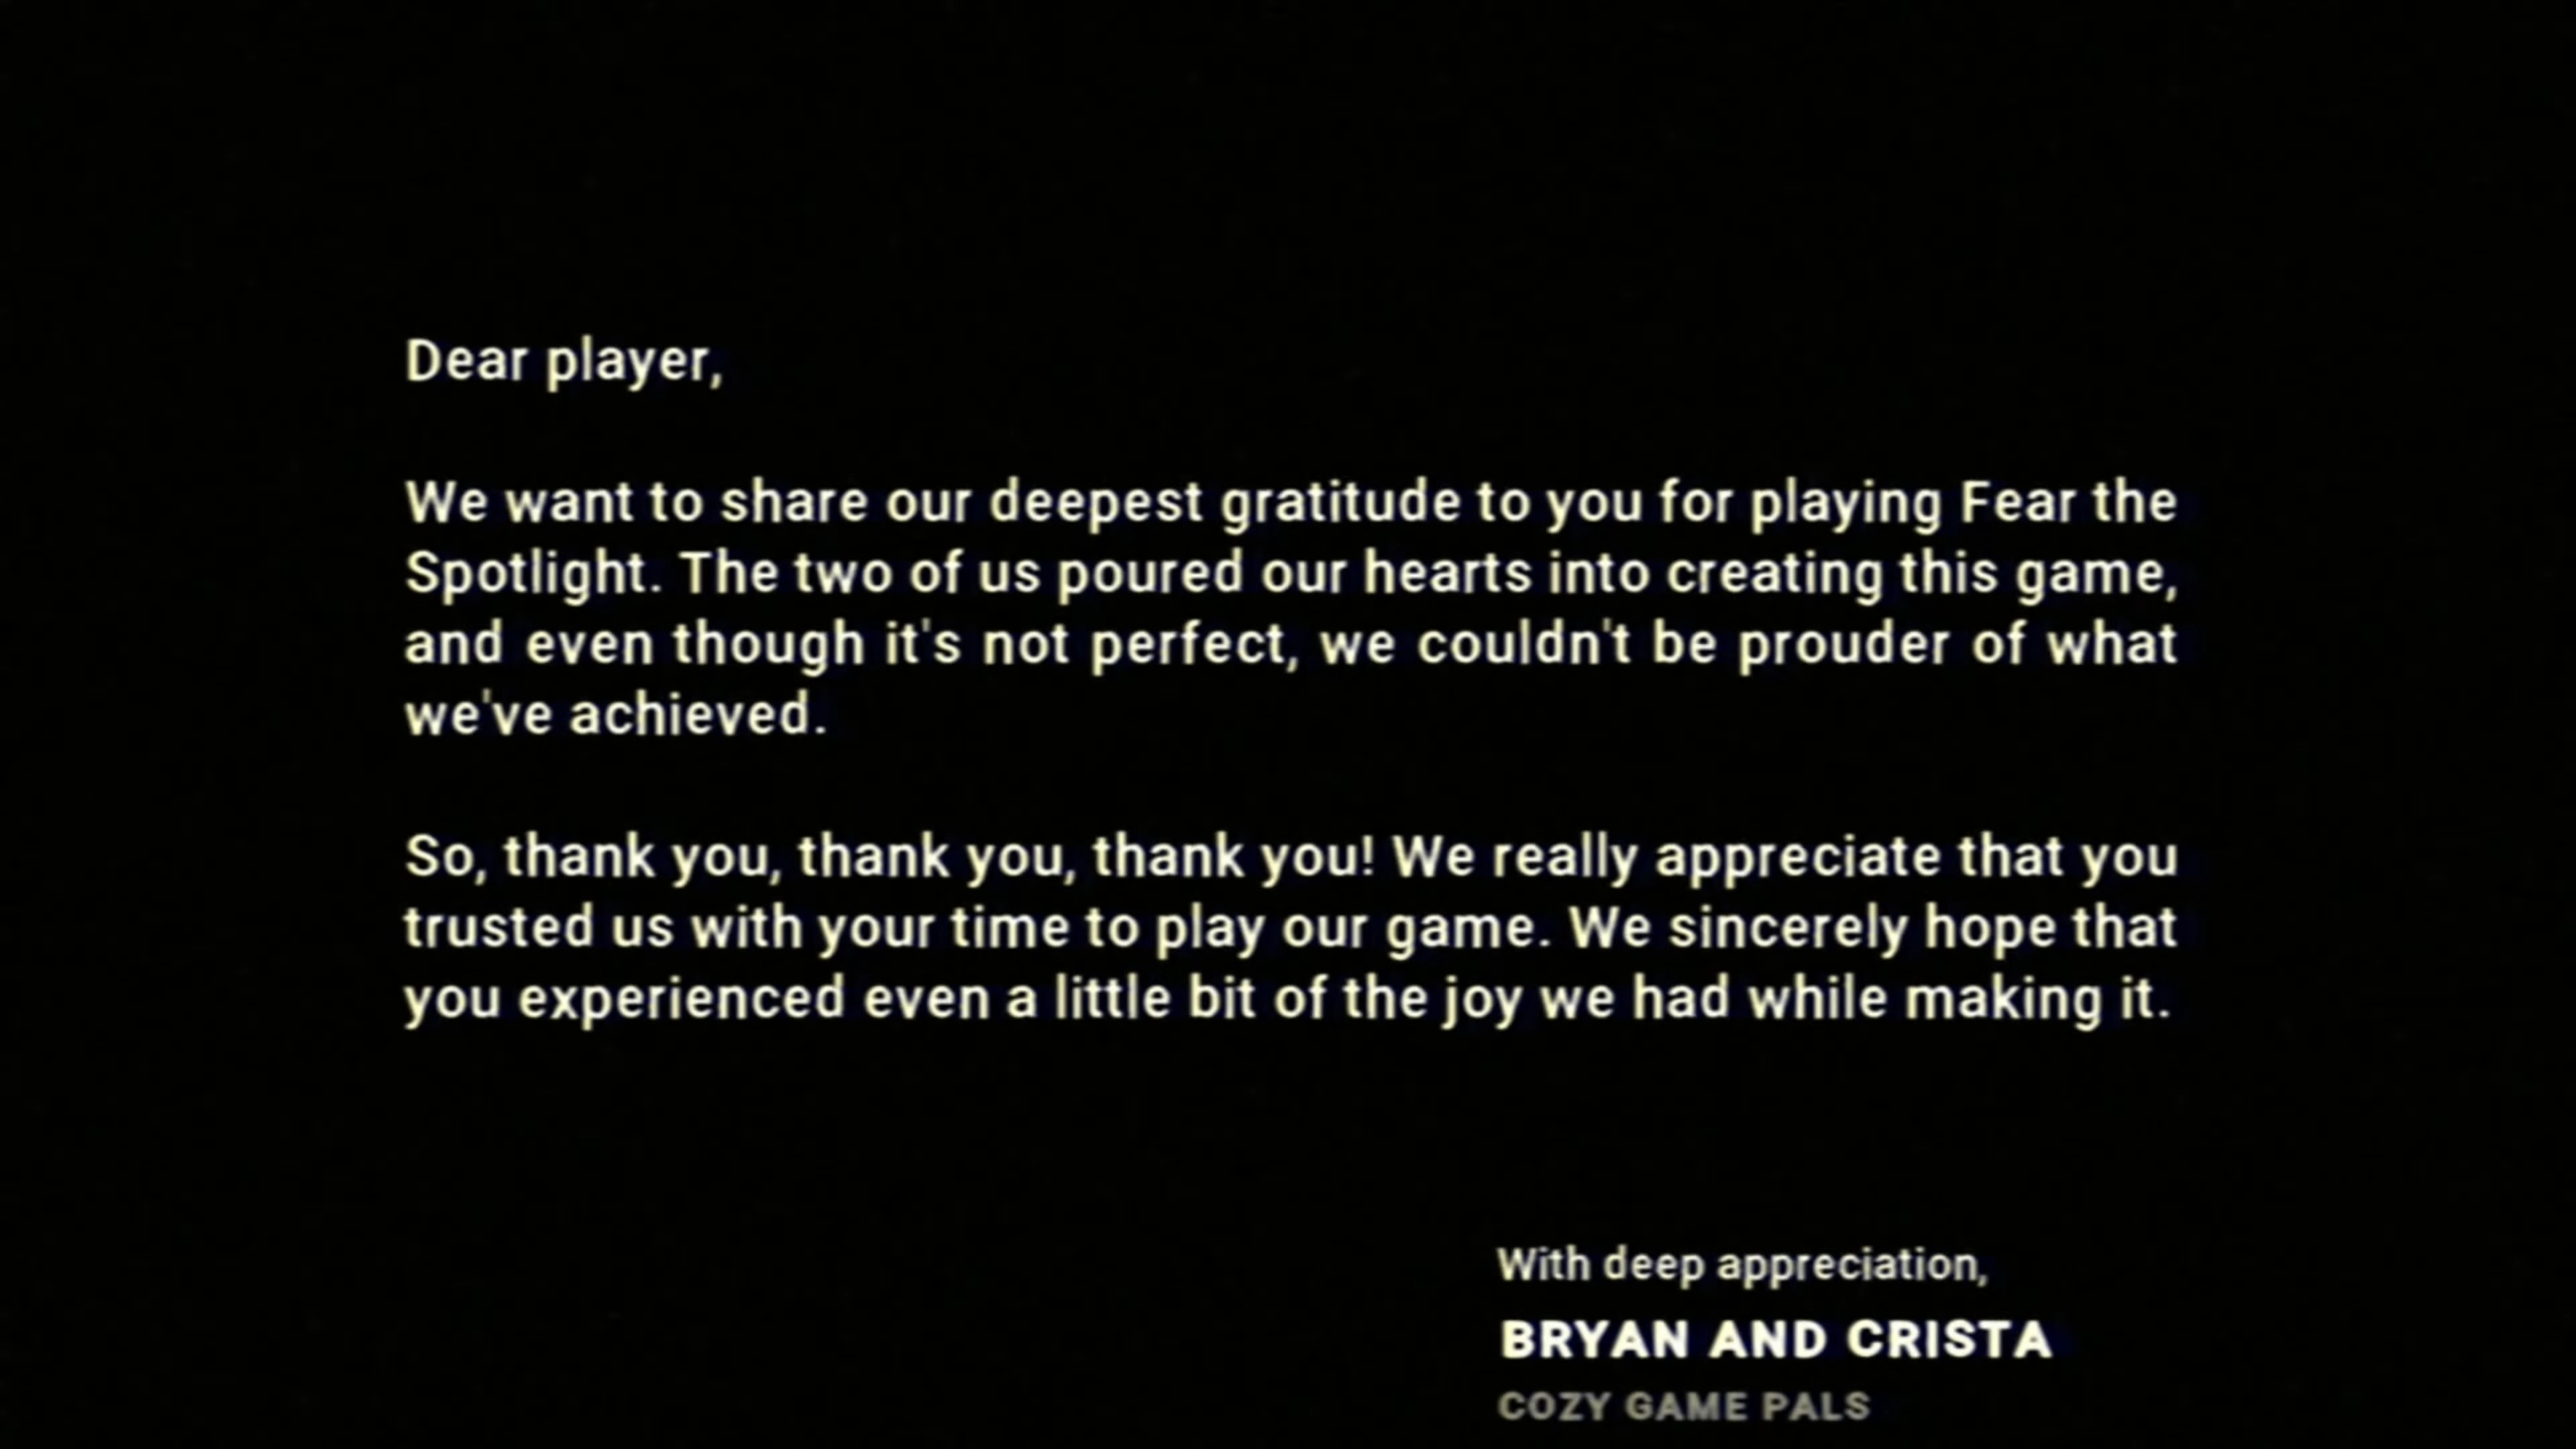 Dear player,
We want to share our deepest gratitude to you for playing Fear the
Spotlight. The two of us poured our hearts into creating this game,
and even though it's not perfect, we couldn't be prouder of what
we've achieved.
So, thank you, thank you, thank you! We really appreciate that you
trusted us with your time to play our game. We sincerely hope that
you experienced even a little bit of the joy we had while making it.
With deep appreciation,
BRYAN AND CRISTA
COZY GAME PALS